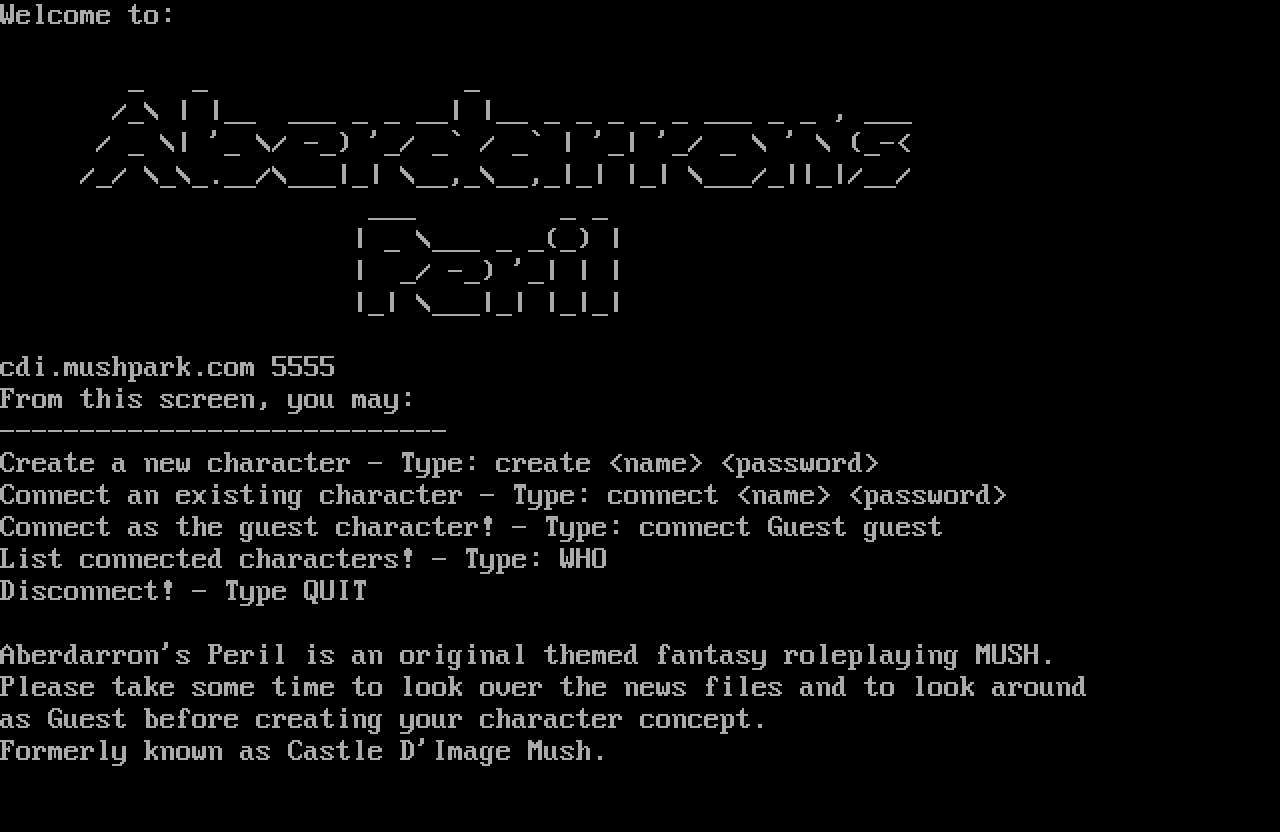 Welcome to:
Aberdarron's
Peril
cdi.mushpark.com 5555
From this screen, you may:
----------------------------
Create a new character - Type: create <name> <password>
Connect an existing character - Type: connect <name> <password>
Connect as the guest character! - Type: connect Guest guest
List connected characters! - Type: WHO
Disconnect! - Type QUIT
Aberdarron's Peril is an original themed fantasy roleplaying MUSH.
Please take some time to look over the news files and to look around
as Guest before creating your character concept.
Formerly known as Castle D'Image Mush.